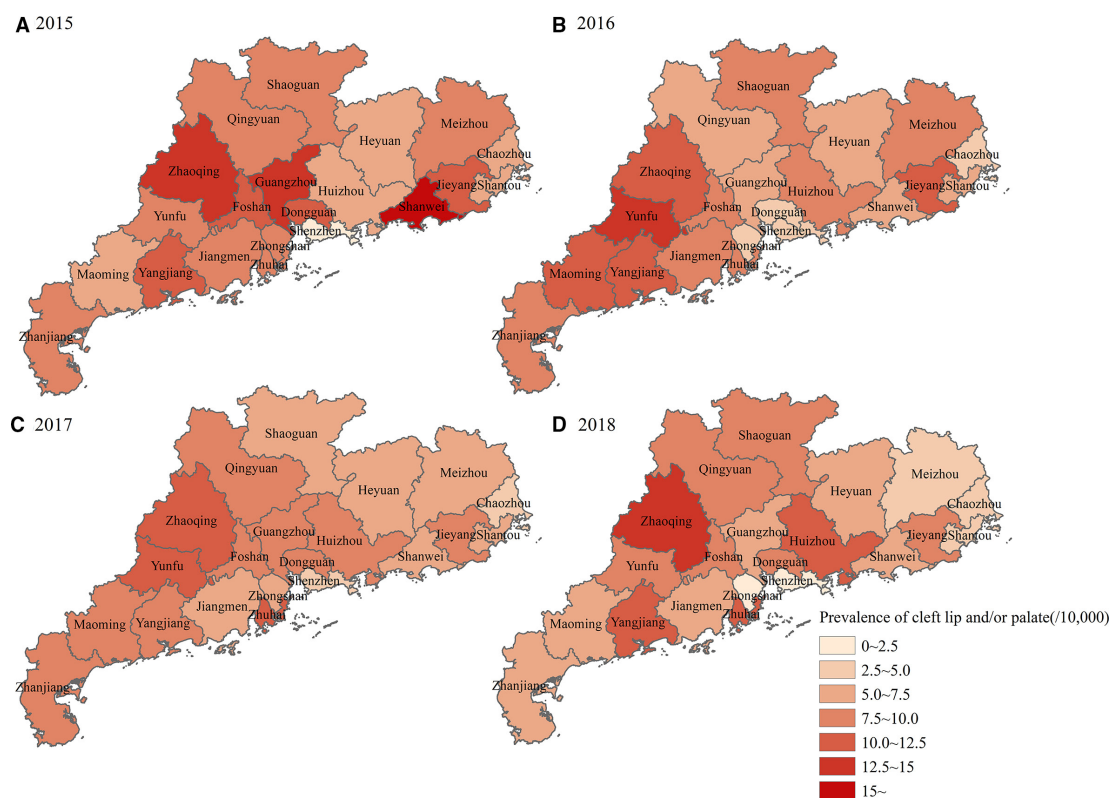 A 2015
Shaoguan
Qingyuan
Meizhou
Heyuan
Chaozhou
Zhaoqing
Guangzhou
Huizhou
JieyangShantou
Foshan
Shanwei
Yunfu
Dongguan
Shenzhen
Zhongshan
Jiangmen
Zhuhai
Maoming
Yangjiang
Zhanjiang
B 2016
Shaoguan
Qingyuan
Meizhou
Heyuan
Chaozhou
Zhaoqing
Guangzhou
Huizhou
JieyangShantou
Foshan
Shanwei
Yunfu
Dongguan
Shenzhen
Zhongshan
Jiangmen
Zhuhai
Maoming
Yangjiang
Zhanjiang
C 2017
Shaoguan
Qingyuan
Meizhou
Heyuan
Chaozhou
Zhaoqing
Guangzhou
Huizhou
JieyangShantou
Foshan
Shanwei
Yunfu
Dongguan
Shenzhen
Zhongshan
Jiangmen
Zhuhai
Maoming
Yangjiang
Zhanjiang
D 2018
Shaoguan
Qingyuan
Meizhou
Heyuan
Chaozhou
Zhaoqing
Guangzhou
Huizhou
JieyangShantou
Foshan
Shanwei
Yunfu
Dongguan
Shenzhen
Zhongshan
Jiangmen
Zhuhai
Maoming
Yangjiang
Zhanjiang
Prevalence of cleft lip and/or palate(/10,000)
0~2.5
2.5~5.0
5.0~7.5
7.5~10.0
10.0~12.5
12.5~15
15~